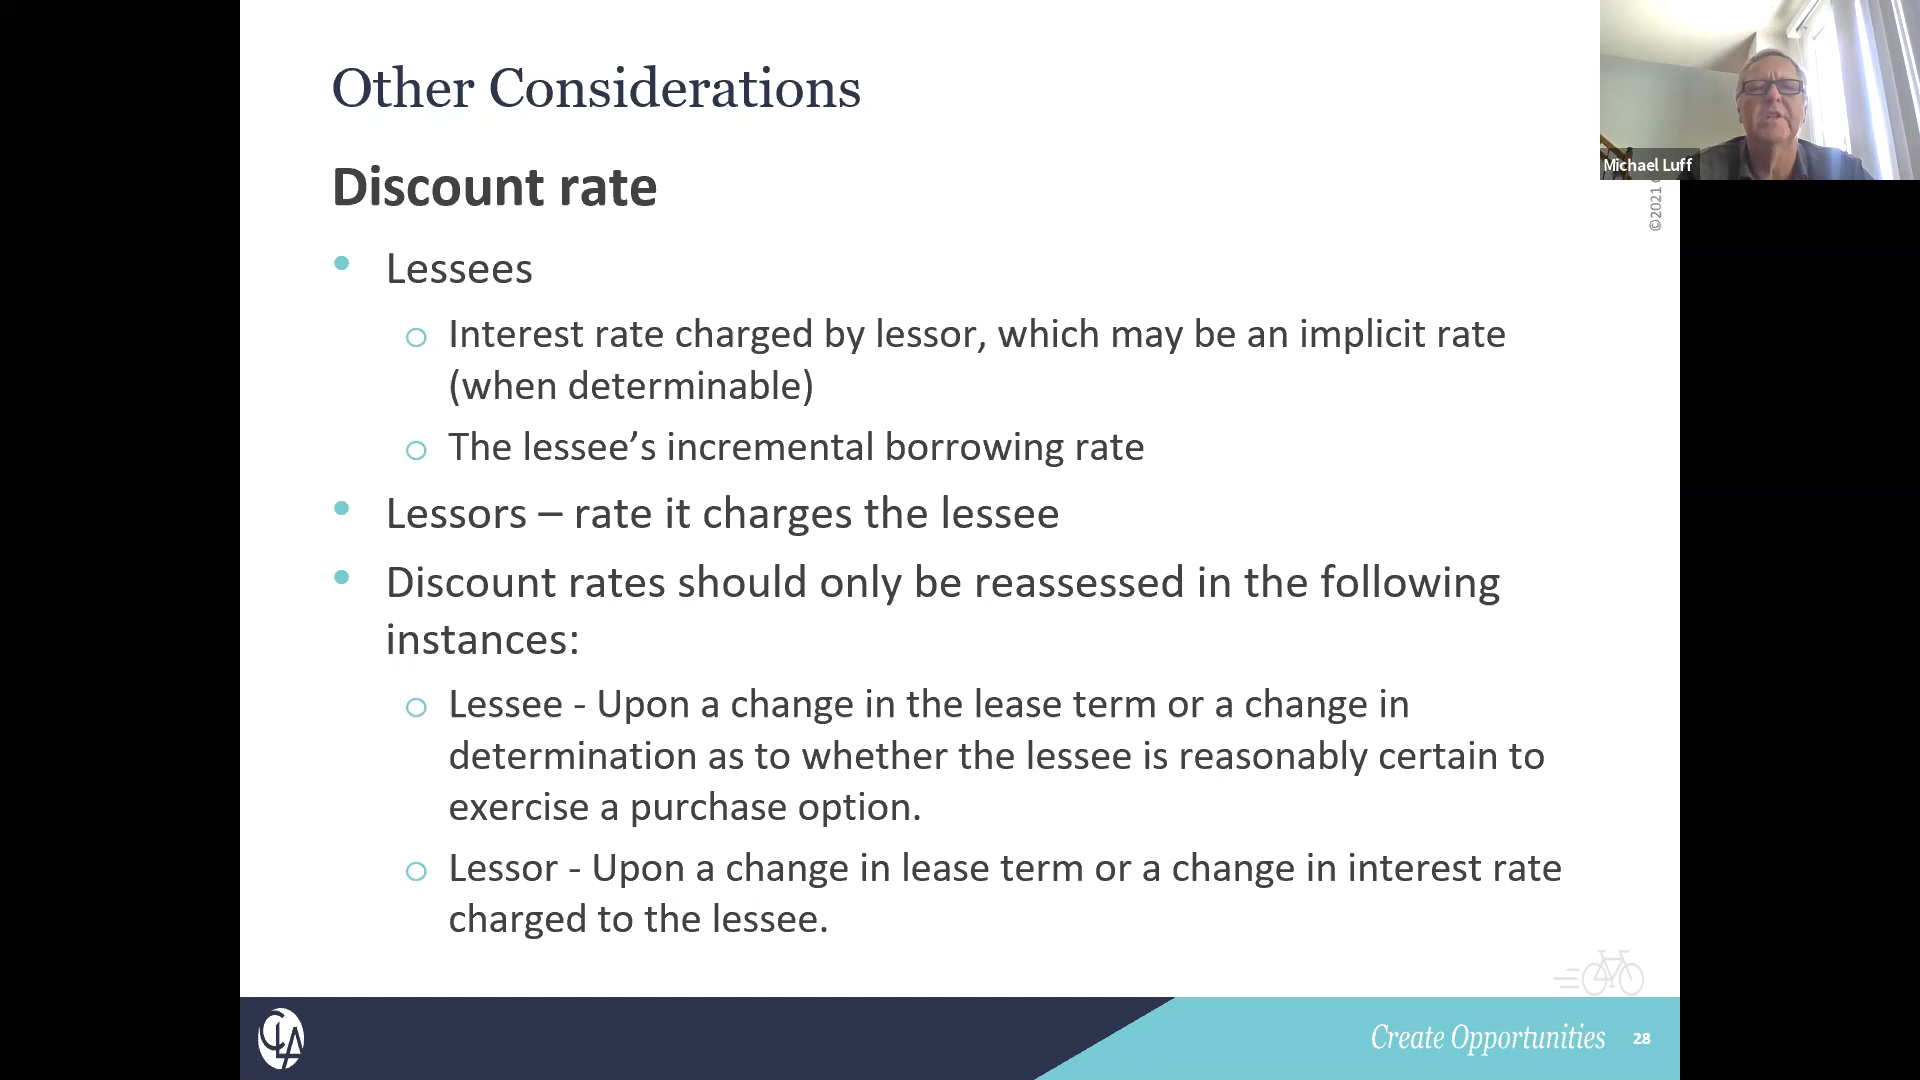 Other Considerations
Michael Luff
©2021
Discount rate
Lessees
Interest rate charged by lessor, which may be an implicit rate
(when determinable)
The lessee’s incremental borrowing rate
Lessors – rate it charges the lessee
Discount rates should only be reassessed in the following
instances:
Lessee - Upon a change in the lease term or a change in
determination as to whether the lessee is reasonably certain to
exercise a purchase option.
Lessor - Upon a change in lease term or a change in interest rate
charged to the lessee.
CLA
Create Opportunities
28